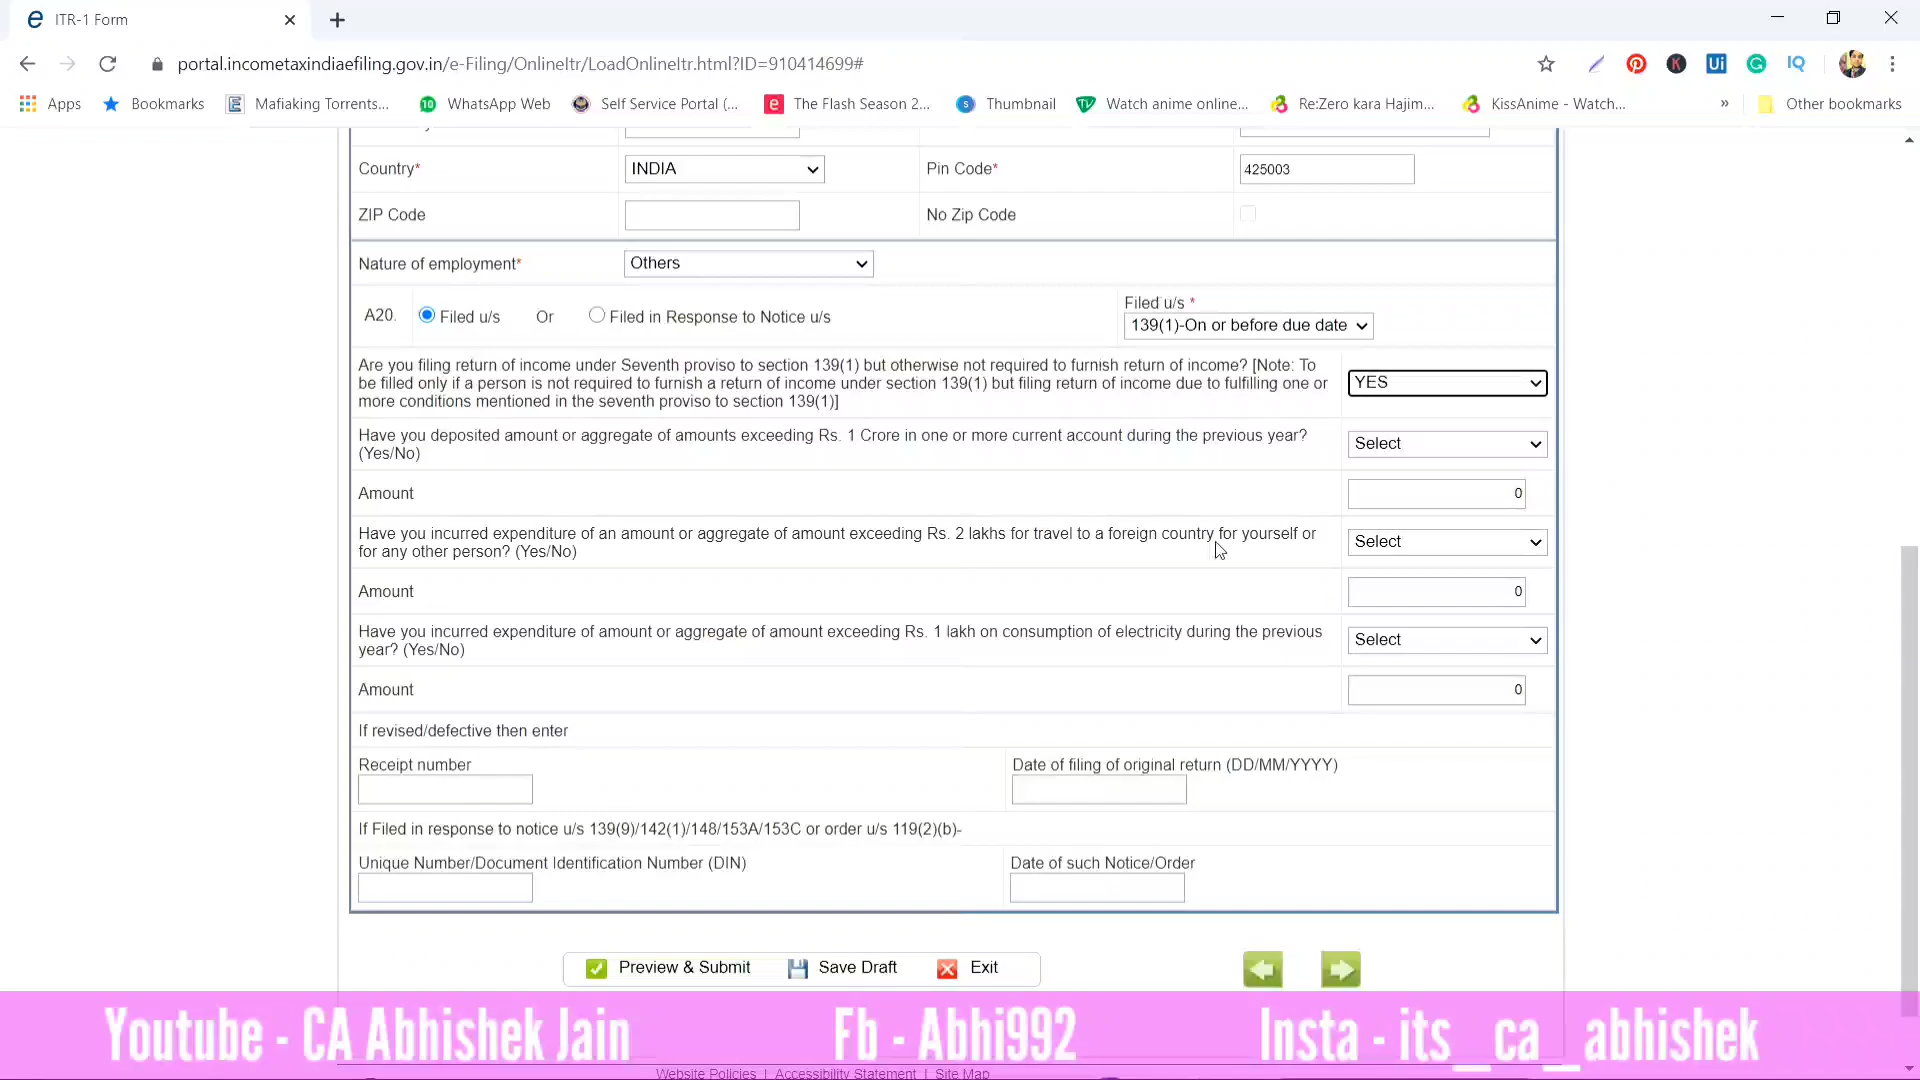 ITR-1 Form
portal.incometaxindiaefiling.gov.in/e-Filing/OnlineItr/LoadOnlineItr.html?ID=910414699#
Apps Bookmarks Mafiaking Torrents... WhatsApp Web Self Service Portal (... The Flash Season 2... Thumbnail Watch anime online... Re:Zero kara Hajim... KissAnime - Watch... » Other bookmarks
Country* INDIA Pin Code* 425003
ZIP Code No Zip Code
Nature of employment* Others
A20. Filed u/s Or Filed in Response to Notice u/s
Filed u/s *
139(1)-On or before due date
Are you filing return of income under Seventh proviso to section 139(1) but otherwise not required to furnish return of income? [Note: To
be filled only if a person is not required to furnish a return of income under section 139(1) but filing return of income due to fulfilling one or
more conditions mentioned in the seventh proviso to section 139(1)]
YES
Have you deposited amount or aggregate of amounts exceeding Rs. 1 Crore in one or more current account during the previous year?
(Yes/No)
Select
Amount 0
Have you incurred expenditure of an amount or aggregate of amount exceeding Rs. 2 lakhs for travel to a foreign country for yourself or
for any other person? (Yes/No)
Select
Amount 0
Have you incurred expenditure of amount or aggregate of amount exceeding Rs. 1 lakh on consumption of electricity during the previous
year? (Yes/No)
Select
Amount 0
If revised/defective then enter
Receipt number Date of filing of original return (DD/MM/YYYY)
If Filed in response to notice u/s 139(9)/142(1)/148/153A/153C or order u/s 119(2)(b)-
Unique Number/Document Identification Number (DIN) Date of such Notice/Order
Preview & Submit Save Draft Exit
Youtube - CA Abhishek Jain Fb - Abhi992 Insta - its__ca__abhishek
Website Policies | Accessibility Statement | Site Map